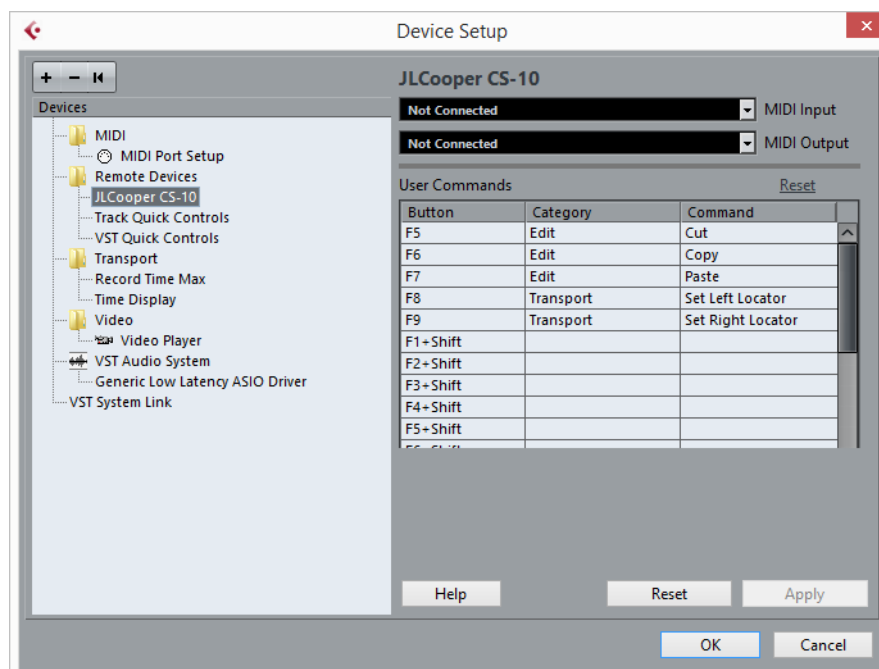 Device Setup
+ -
Devices
MIDI
MIDI Port Setup
Remote Devices
JLCooper CS-10
Track Quick Controls
VST Quick Controls
Transport
Record Time Max
Time Display
Video
Video Player
VST Audio System
Generic Low Latency ASIO Driver
VST System Link
JLCooper CS-10
Not Connected MIDI Input
Not Connected MIDI Output
User Commands Reset
Button Category Command
F5 Edit Cut
F6 Edit Copy
F7 Edit Paste
F8 Transport Set Left Locator
F9 Transport Set Right Locator
F1+Shift
F2+Shift
F3+Shift
F4+Shift
F5+Shift
Help Reset Apply
OK Cancel